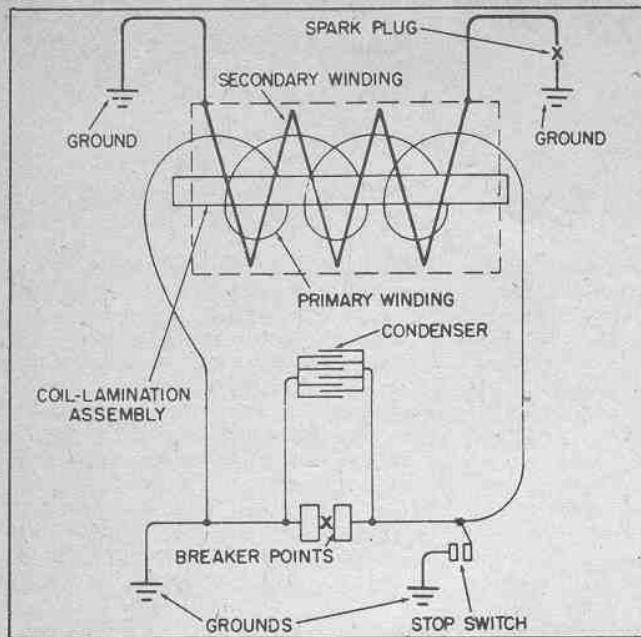 SPARK PLUG
SECONDARY WINDING
GROUND
GROUND
PRIMARY WINDING
CONDENSER
COIL-LAMINATION
ASSEMBLY
BREAKER POINTS
GROUNDS
STOP SWITCH